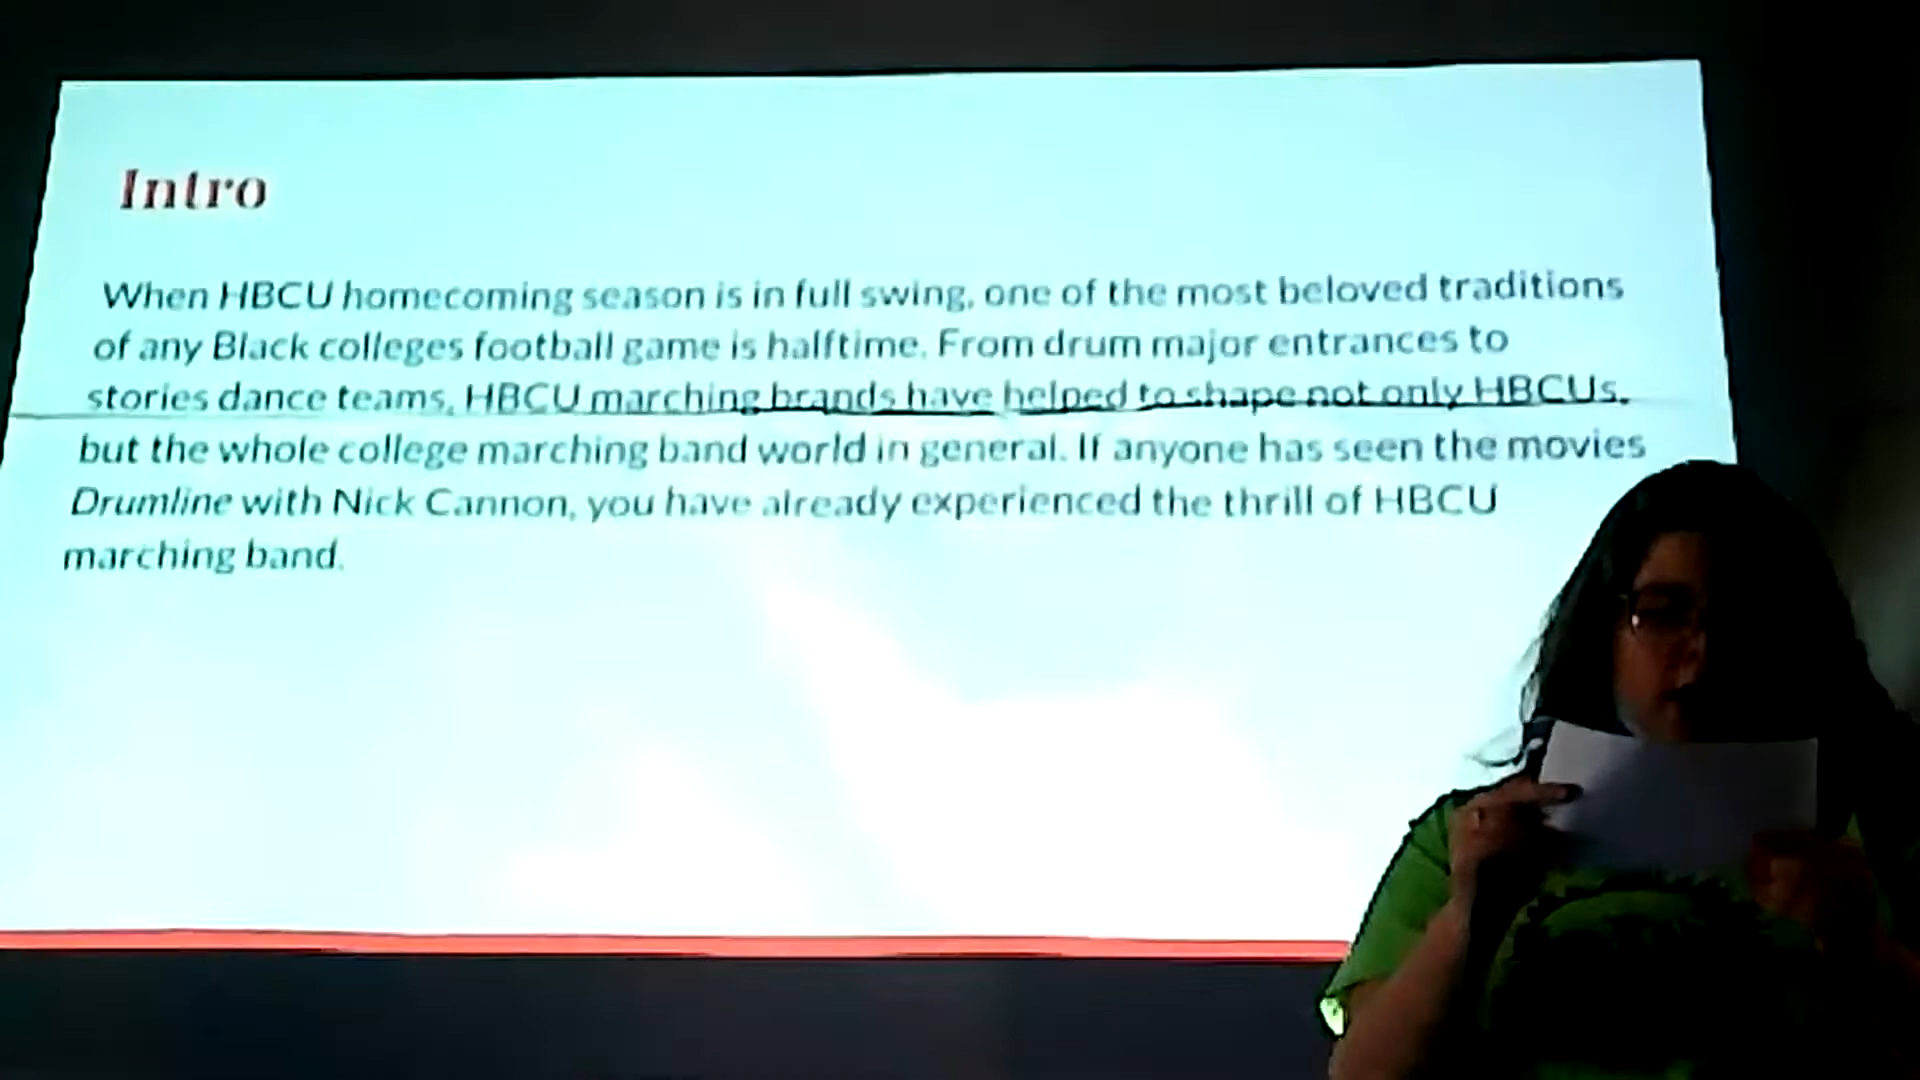 Intro
When HBCU homecoming season is in full swing, one of the most beloved traditions
of any Black colleges football game is halftime. From drum major entrances to
stories dance teams, HBCU marching brands have helped to shape not only HBCUs,
but the whole college marching band world in general. If anyone has seen the movies
Drumline with Nick Cannon, you have already experienced the thrill of HBCU
marching band.